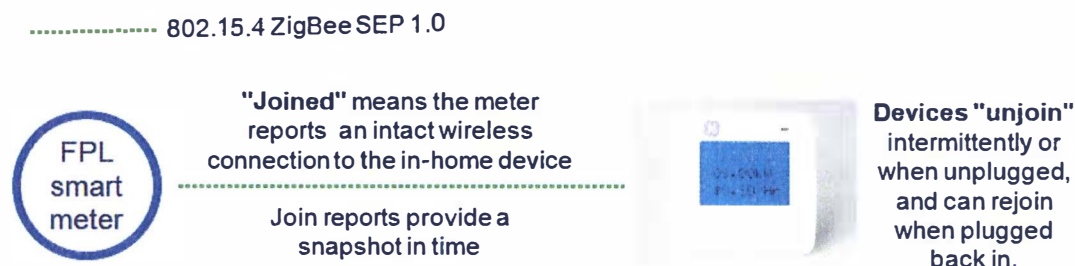 802.15.4 ZigBee SEP 1.0
"Joined" means the meter
reports an intact wireless
connection to the in-home device
FPL
smart
meter
Join reports provide a
snapshot in time
Devices "unjoin"
intermittently or
when unplugged,
and can rejoin
when plugged
back in.